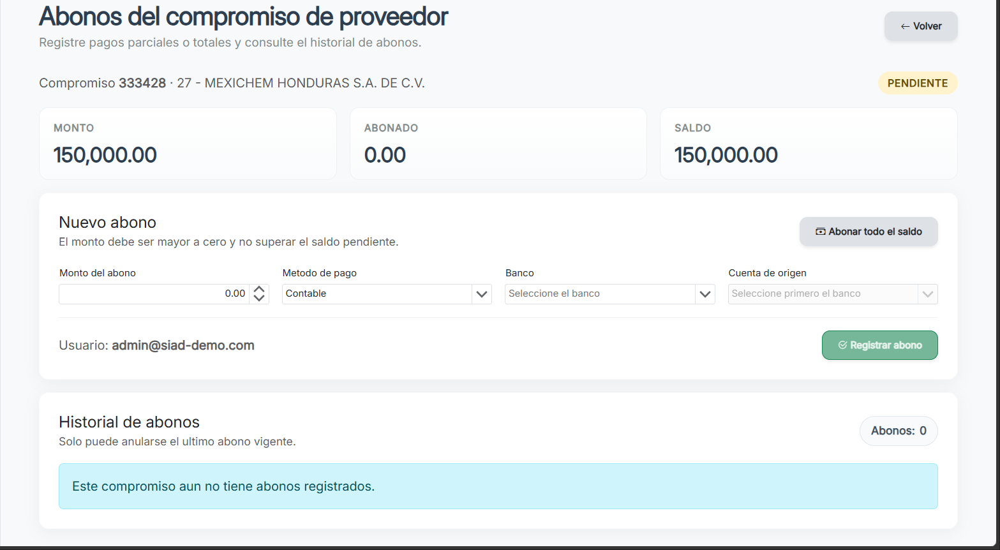 Abonos del compromiso de proveedor
← Volver
Registre pagos parciales o totales y consulte el historial de abonos.
Compromiso 333428 · 27 - MEXICHEM HONDURAS S.A. DE C.V.
PENDIENTE
MONTO
150,000.00
ABONADO
0.00
SALDO
150,000.00
Nuevo abono
El monto debe ser mayor a cero y no superar el saldo pendiente.
Abonar todo el saldo
Monto del abono
0.00
Metodo de pago
Contable
Banco
Seleccione el banco
Cuenta de origen
Seleccione primero el banco
Usuario: admin@siad-demo.com
Registrar abono
Historial de abonos
Solo puede anularse el ultimo abono vigente.
Abonos: 0
Este compromiso aun no tiene abonos registrados.